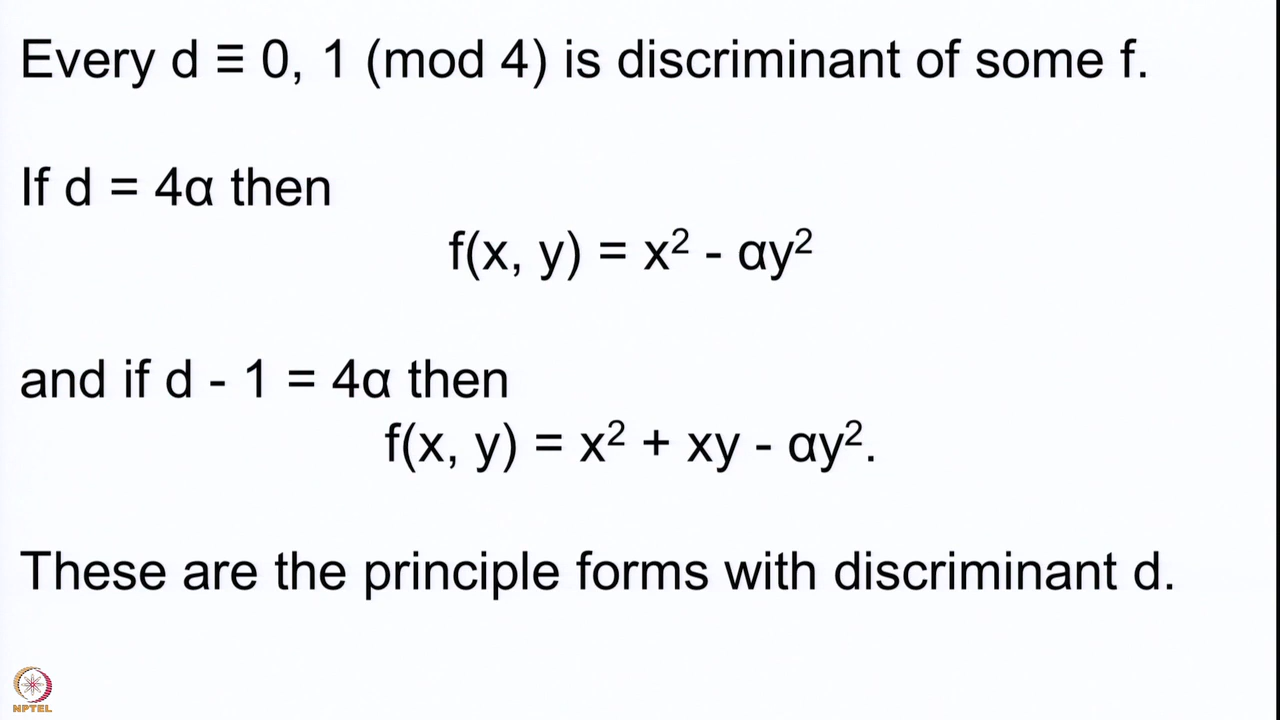 Every d ≡ 0, 1 (mod 4) is discriminant of some f.
If d = 4α then
f(x, y) = x² - αy²
and if d - 1 = 4α then
f(x, y) = x² + xy - αy².
These are the principle forms with discriminant d.
NPTEL